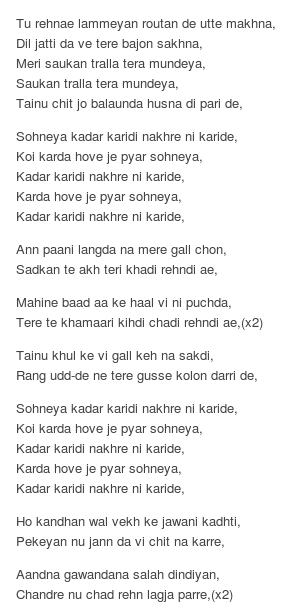 Tu rehnae lammeyan routan de utte makhna,
Dil jatti da ve tere bajon sakhna,
Meri saukan tralla tera mundeya,
Saukan tralla tera mundeya,
Tainu chit jo balaunda husna di pari de,

Sohneya kadar karidi nakhre ni karide,
Koi karda hove je pyar sohneya,
Kadar karidi nakhre ni karide,
Karda hove je pyar sohneya,
Kadar karidi nakhre ni karide,

Ann paani langda na mere gall chon,
Sadkan te akh teri khadi rehndi ae,

Mahine baad aa ke haal vi ni puchda,
Tere te khamaari kihdi chadi rehndi ae,(x2)

Tainu khul ke vi gall keh na sakdi,
Rang udd-de ne tere gusse kolon darri de,

Sohneya kadar karidi nakhre ni karide,
Koi karda hove je pyar sohneya,
Kadar karidi nakhre ni karide,
Karda hove je pyar sohneya,
Kadar karidi nakhre ni karide,

Ho kandhan wal vekh ke jawani kadhti,
Pekeyan nu jann da vi chit na karre,

Aandna gawandana salah dindiyan,
Chandre nu chad rehn lagja parre,(x2)